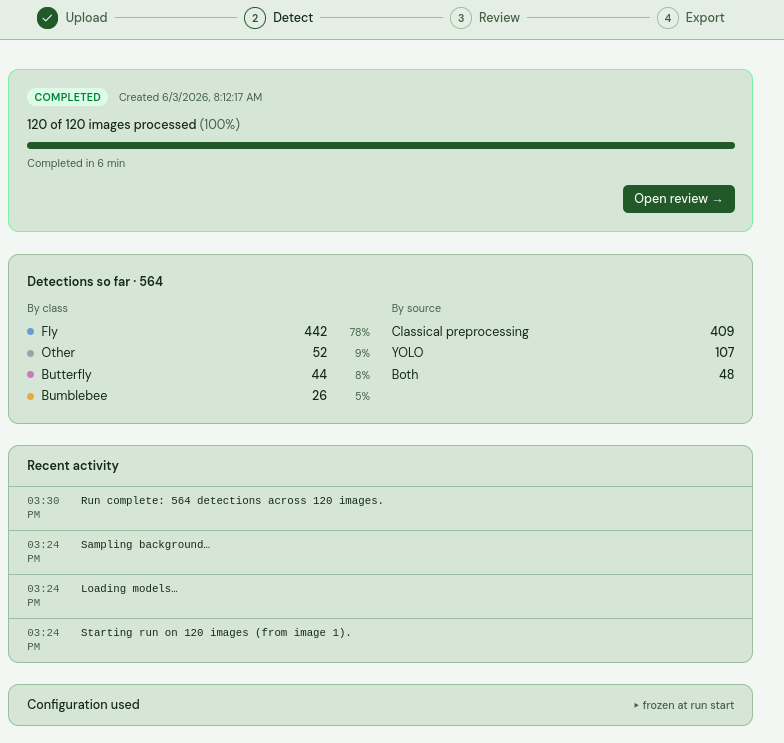 Upload
2 Detect
3 Review
4 Export
COMPLETED Created 6/3/2026, 8:12:17 AM
120 of 120 images processed (100%)
Completed in 6 min
Open review →
Detections so far · 564
By class
Fly 442 78%
Other 52 9%
Butterfly 44 8%
Bumblebee 26 5%
By source
Classical preprocessing 409
YOLO 107
Both 48
Recent activity
03:30 PM Run complete: 564 detections across 120 images.
03:24 PM Sampling background…
03:24 PM Loading models…
03:24 PM Starting run on 120 images (from image 1).
Configuration used ▸ frozen at run start